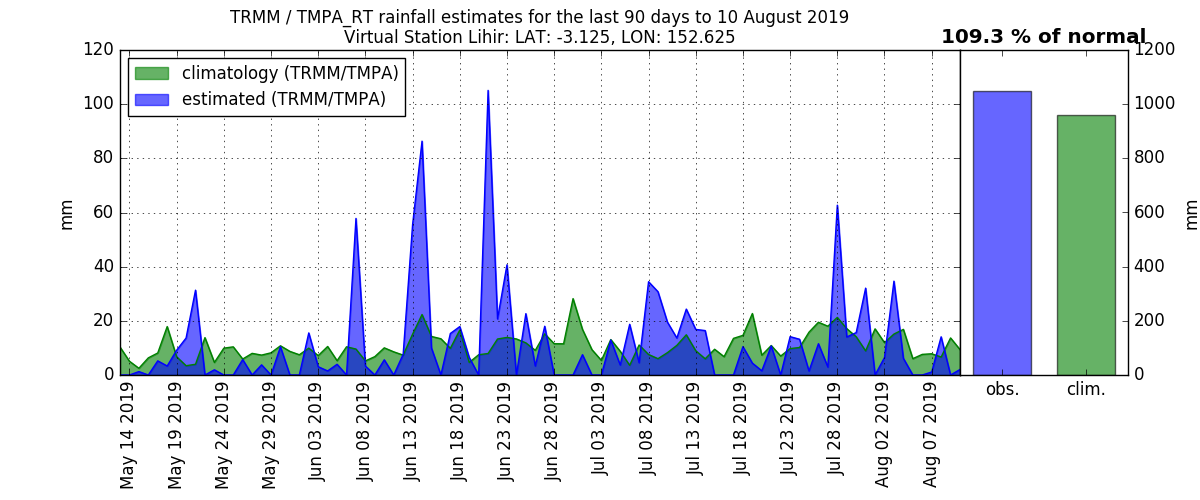 TRMM / TMPA_RT rainfall estimates for the last 90 days to 10 August 2019
Virtual Station Lihir: LAT: -3.125, LON: 152.625
109.3 % of normal
climatology (TRMM/TMPA)
estimated (TRMM/TMPA)
120
100
80
60
40
20
0
mm
1200
1000
800
600
400
200
0
mm
May 14 2019
May 19 2019
May 24 2019
May 29 2019
Jun 03 2019
Jun 08 2019
Jun 13 2019
Jun 18 2019
Jun 23 2019
Jun 28 2019
Jul 03 2019
Jul 08 2019
Jul 13 2019
Jul 18 2019
Jul 23 2019
Jul 28 2019
Aug 02 2019
Aug 07 2019
obs.
clim.